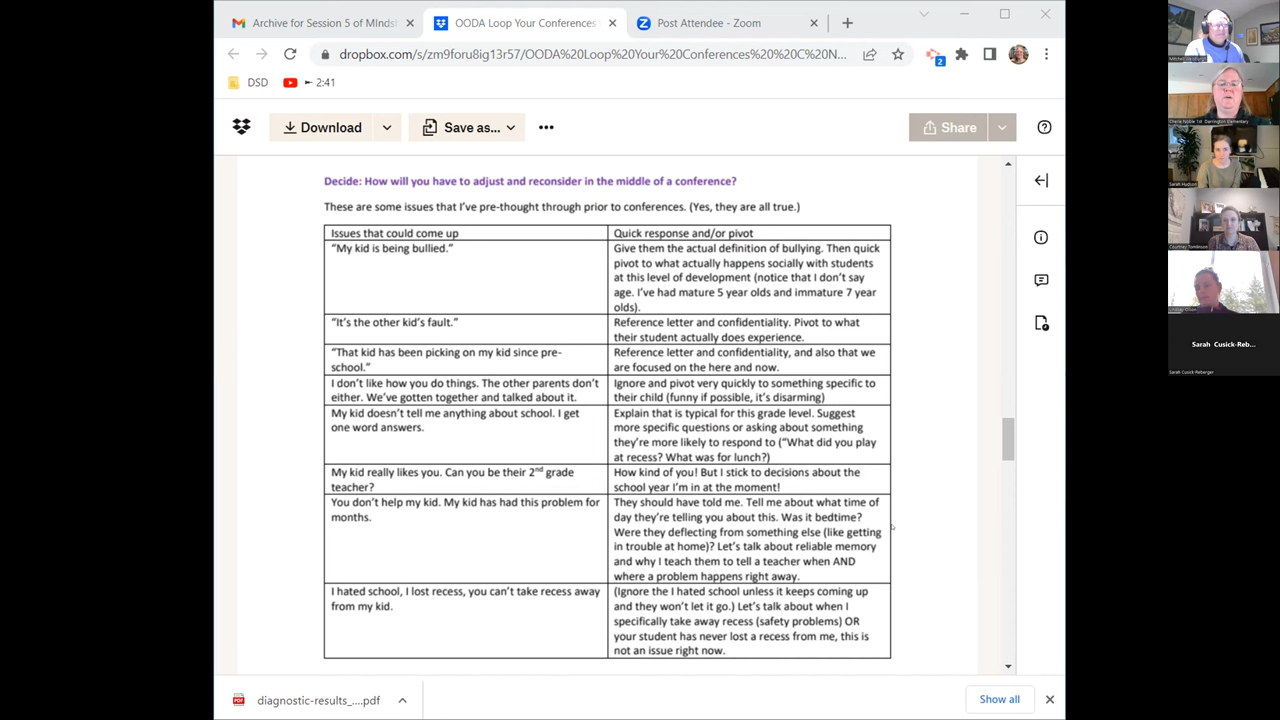 Archive for Session 5 of MIndsl
OODA Loop Your Conferences
Post Attendee - Zoom
2
DSD
2:41
Download
Save as...
Share
Decide: How will you have to adjust and reconsider in the middle of a conference?
These are some issues that I've pre-thought through prior to conferences. (Yes, they are all true.)
Issues that could come up
Quick response and/or pivot
"My kid is being bullied."
Give them the actual definition of bullying. Then quick
pivot to what actually happens socially with students
at this level of development (notice that I don't say
age. I've had mature 5 year olds and immature 7 year
olds).
"It's the other kid's fault."
Reference letter and confidentiality. Pivot to what
their student actually does experience.
"That kid has been picking on my kid since pre-
school."
Reference letter and confidentiality, and also that we
are focused on the here and now.
I don't like how you do things. The other parents don't
either. We've gotten together and talked about it.
Ignore and pivot very quickly to something specific to
their child (funny if possible, it's disarming)
My kid doesn't tell me anything about school. I get
one word answers.
Explain that is typical for this grade level. Suggest
more specific questions or asking about something
they're more likely to respond to ("What did you play
at recess? What was for lunch?)
My kid really likes you. Can you be their 2nd grade
teacher?
How kind of you! But I stick to decisions about the
school year I'm in at the moment!
You don't help my kid. My kid has had this problem for
months.
They should have told me. Tell me about what time of
day they're telling you about this. Was it bedtime?
Were they deflecting from something else (like getting
in trouble at home)? Let's talk about reliable memory
and why I teach them to tell a teacher when AND
where a problem happens right away.
I hated school, I lost recess, you can't take recess away
from my kid.
(Ignore the I hated school unless it keeps coming up
and they won't let it go.) Let's talk about when I
specifically take away recess (safety problems) OR
your student has never lost a recess from me, this is
not an issue right now.
diagnostic-results_....pdf
Show all
Sarah Hudson
Courtney Tomlinson
Sarah Cusick-Reb...
Sarah Cusick-Reberger